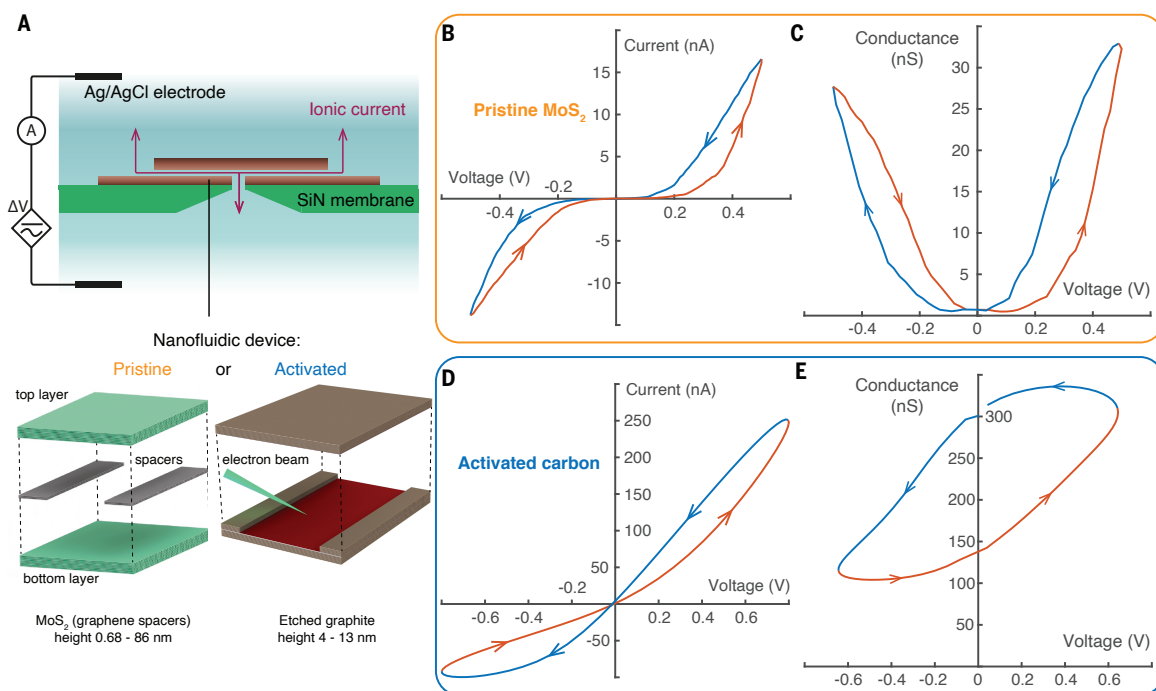 A
Ag/AgCl electrode
Ionic current
A
ΔV
SiN membrane
Nanofluidic device:
Pristine or Activated
top layer
spacers
electron beam
bottom layer
MoS₂ (graphene spacers)
height 0.68 - 86 nm
Etched graphite
height 4 - 13 nm
B
Current (nA)
Pristine MoS₂
15
10
5
Voltage (V)
-0.2
-0.4
0.2
0.4
-5
-10
C
Conductance
(nS)
30
25
20
15
10
5
Voltage (V)
-0.4
-0.2
0
0.2
0.4
D
Current (nA)
Activated carbon
250
200
150
100
50
Voltage (V)
-0.2
-0.6
-0.4
0.2
0.4
0.6
-50
E
Conductance
(nS)
300
250
200
150
100
50
Voltage (V)
-0.6
-0.4
-0.2
0
0.2
0.4
0.6